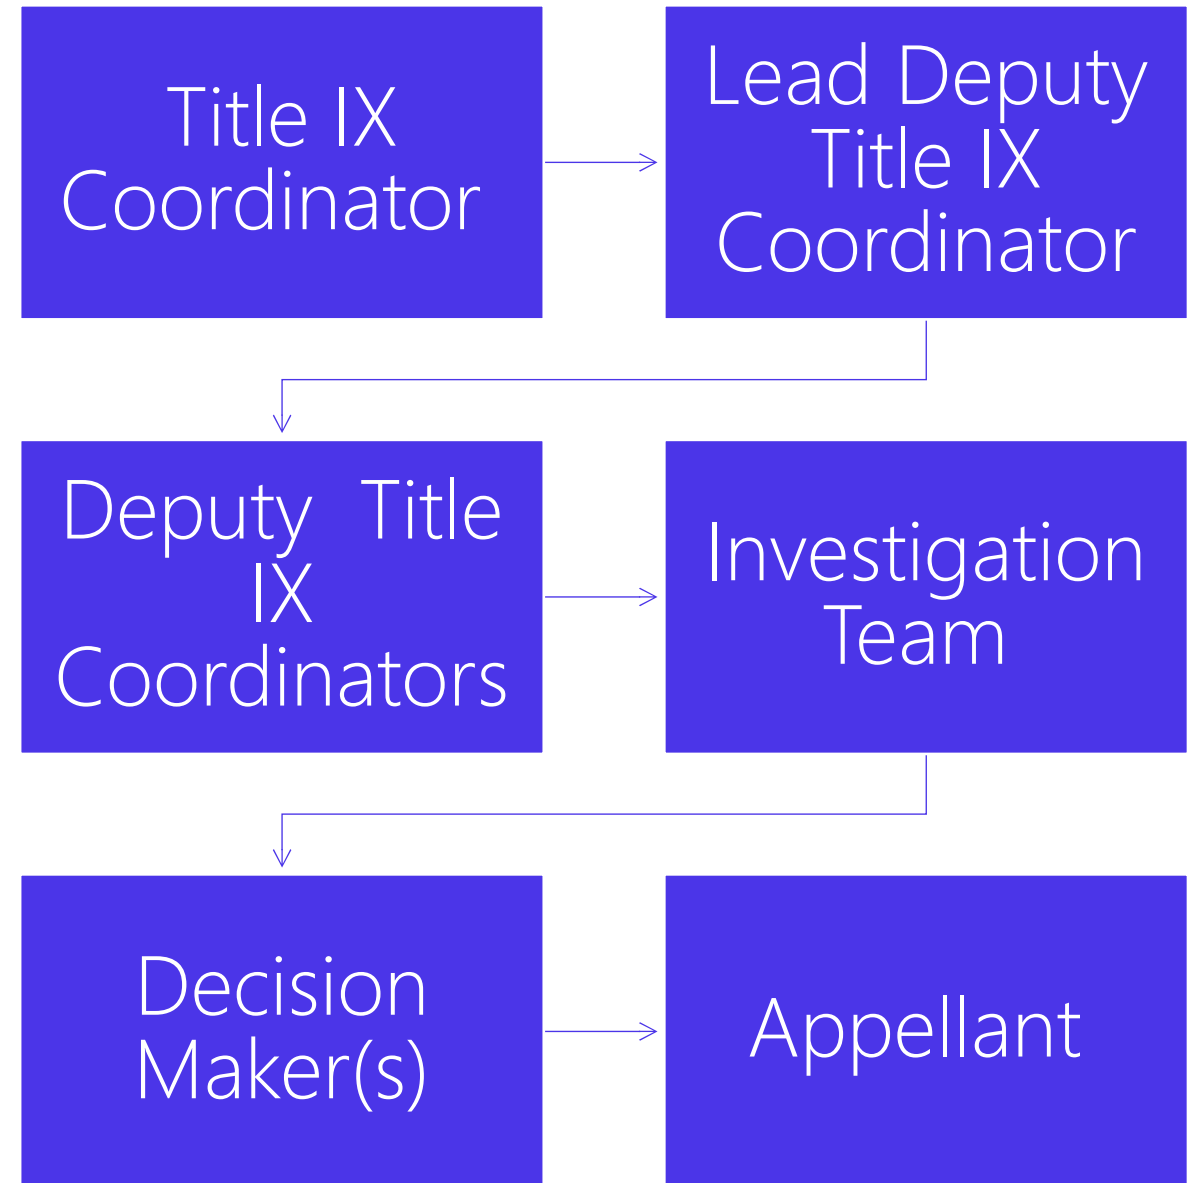 Title IX
Coordinator
Lead Deputy
Title IX
Coordinator
Deputy  Title
IX
Coordinators
Investigation
Team
Decision
Maker(s)
Appellant